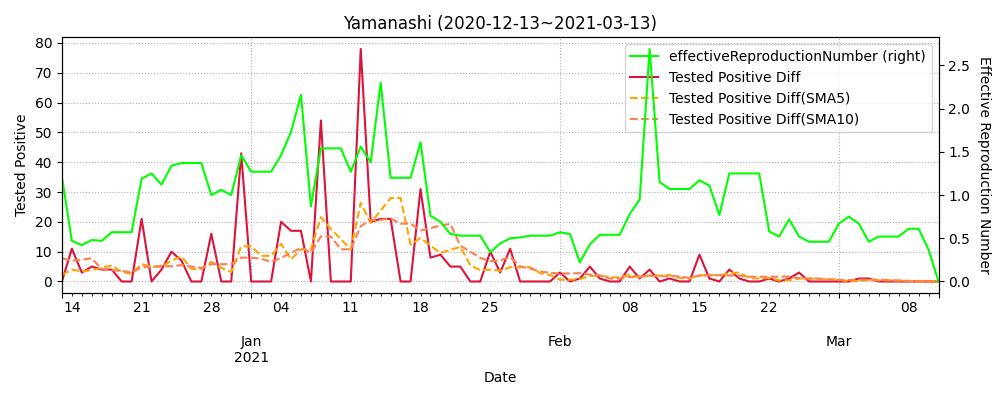 Yamanashi (2020-12-13~2021-03-13)
effectiveReproductionNumber (right)
Tested Positive Diff
Tested Positive Diff(SMA5)
Tested Positive Diff(SMA10)
Tested Positive
80
70
60
50
40
30
20
10
0
Effective Reproduction Number
2.5
2.0
1.5
1.0
0.5
0.0
14 21 28 04 11 18 25 08 15 22 08
Jan Feb Mar
2021
Date